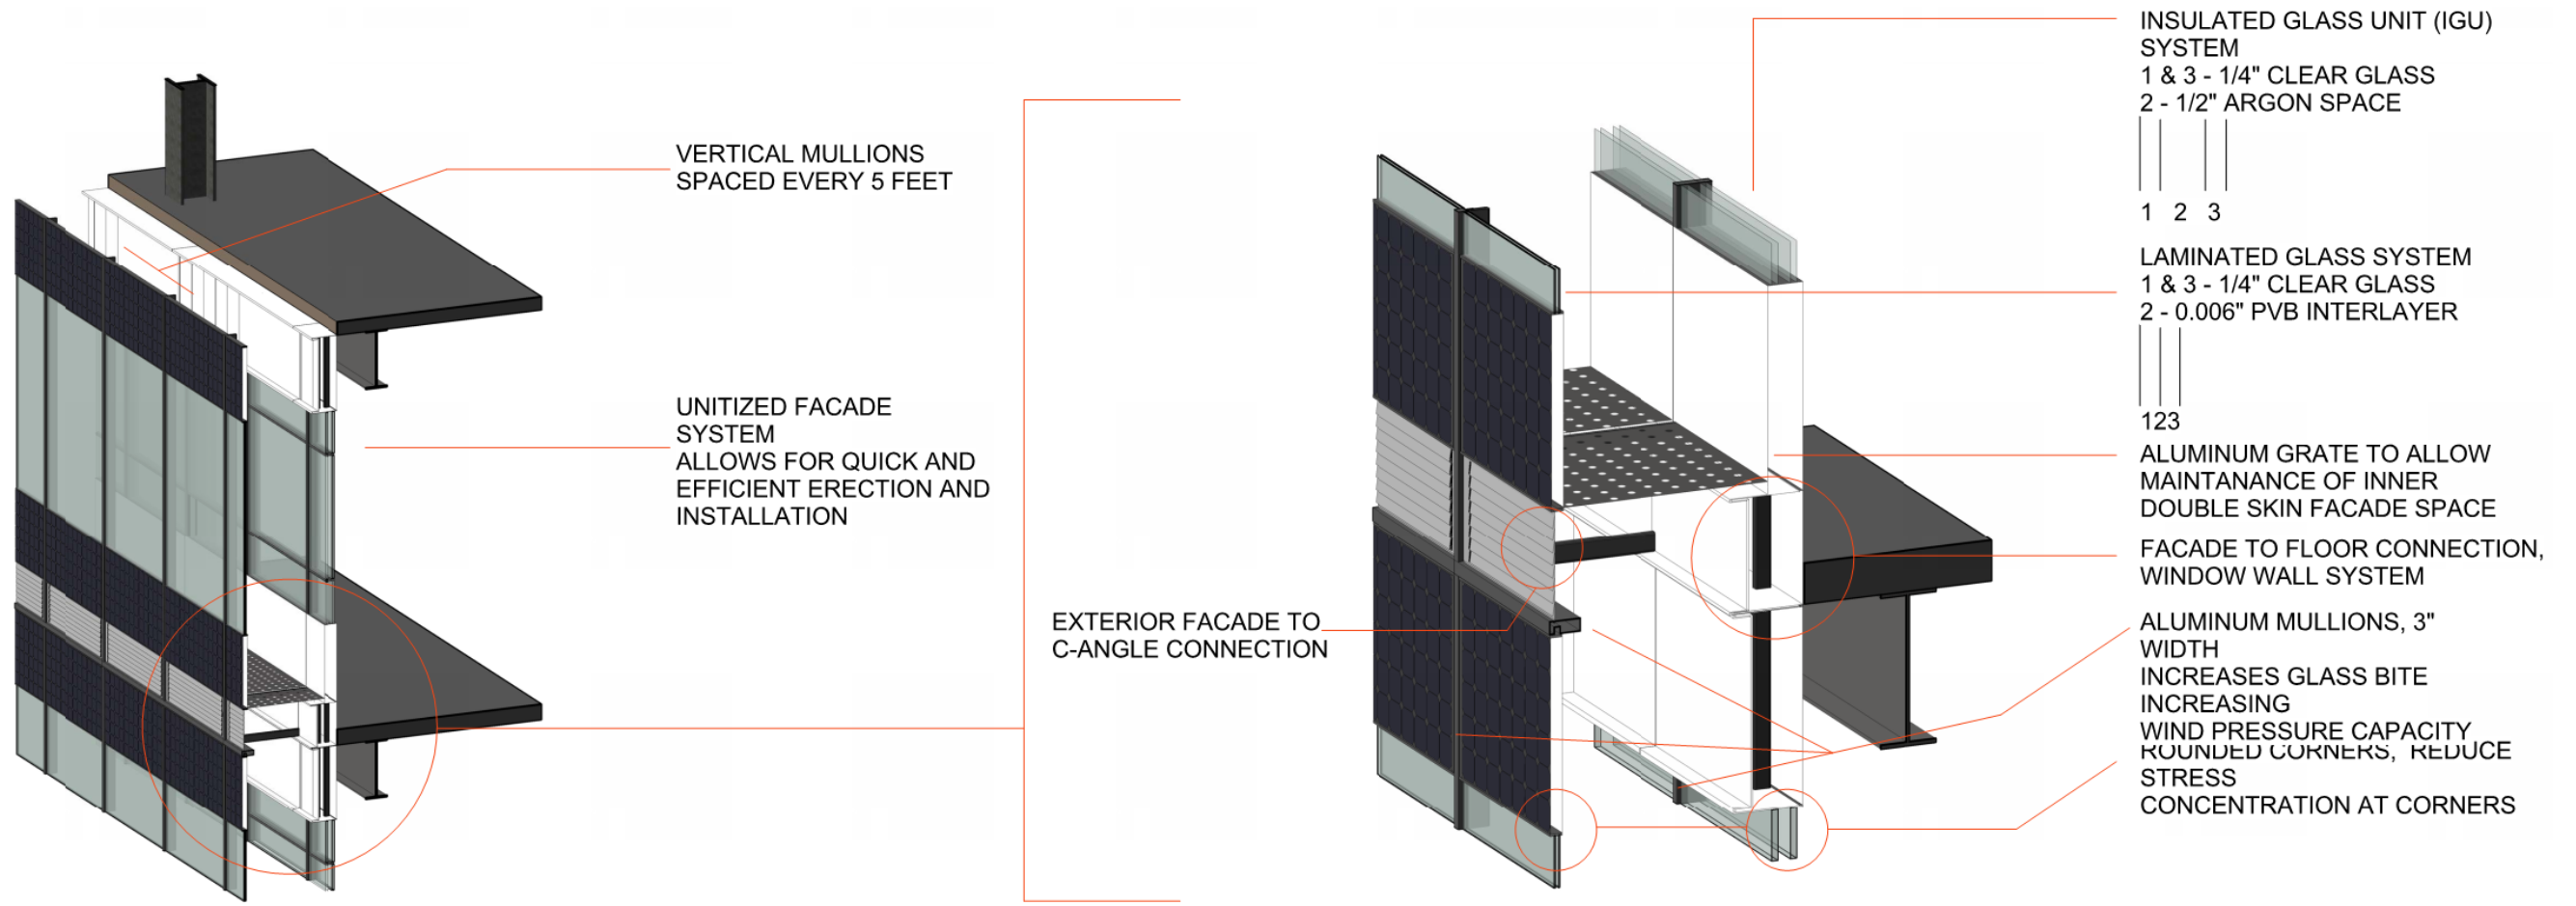 VERTICAL MULLIONS
SPACED EVERY 5 FEET
UNITIZED FACADE
SYSTEM
ALLOWS FOR QUICK AND
EFFICIENT ERECTION AND
INSTALLATION
EXTERIOR FACADE TO
C-ANGLE CONNECTION
INSULATED GLASS UNIT (IGU)
SYSTEM
1 & 3 - 1/4" CLEAR GLASS
2 - 1/2" ARGON SPACE
1 2 3
LAMINATED GLASS SYSTEM
1 & 3 - 1/4" CLEAR GLASS
2 - 0.006" PVB INTERLAYER
123
ALUMINUM GRATE TO ALLOW
MAINTANANCE OF INNER
DOUBLE SKIN FACADE SPACE
FACADE TO FLOOR CONNECTION,
WINDOW WALL SYSTEM
ALUMINUM MULLIONS, 3"
WIDTH
INCREASES GLASS BITE
INCREASING
WIND PRESSURE CAPACITY
ROUNDED CORNERS, REDUCE
STRESS
CONCENTRATION AT CORNERS